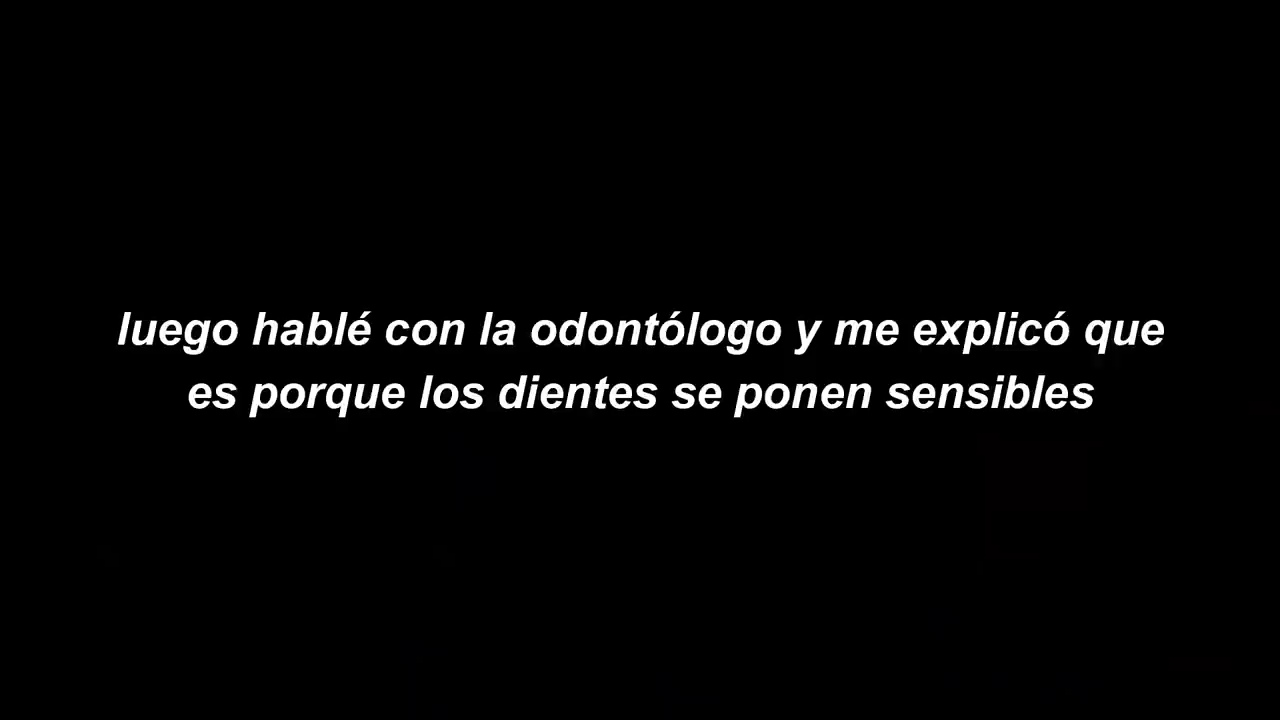 luego hablé con la odontólogo y me explicó que
es porque los dientes se ponen sensibles